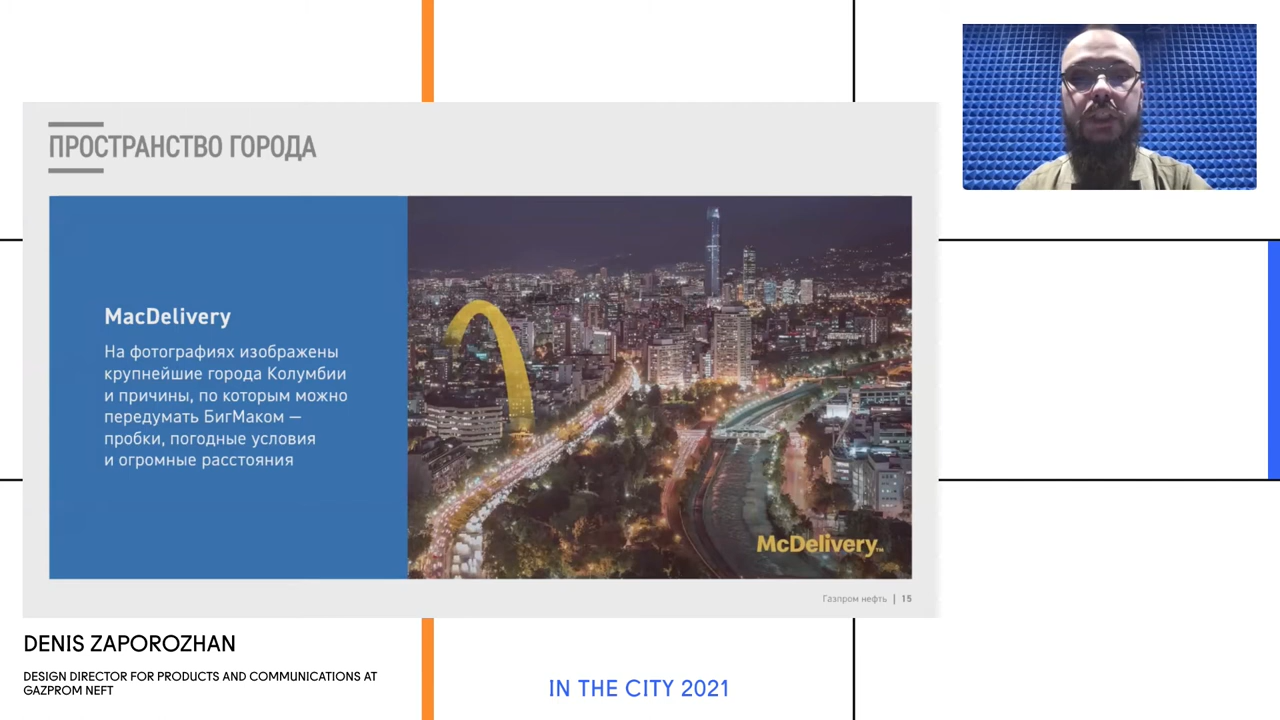 ПРОСТРАНСТВО ГОРОДА
MacDelivery
На фотографиях изображены
крупнейшие города Колумбии
и причины, по которым можно
передумать БигМаком —
пробки, погодные условия
и огромные расстояния
McDelivery™
Газпром нефть | 15
DENIS ZAPOROZHAN
DESIGN DIRECTOR FOR PRODUCTS AND COMMUNICATIONS AT
GAZPROM NEFT
IN THE CITY 2021